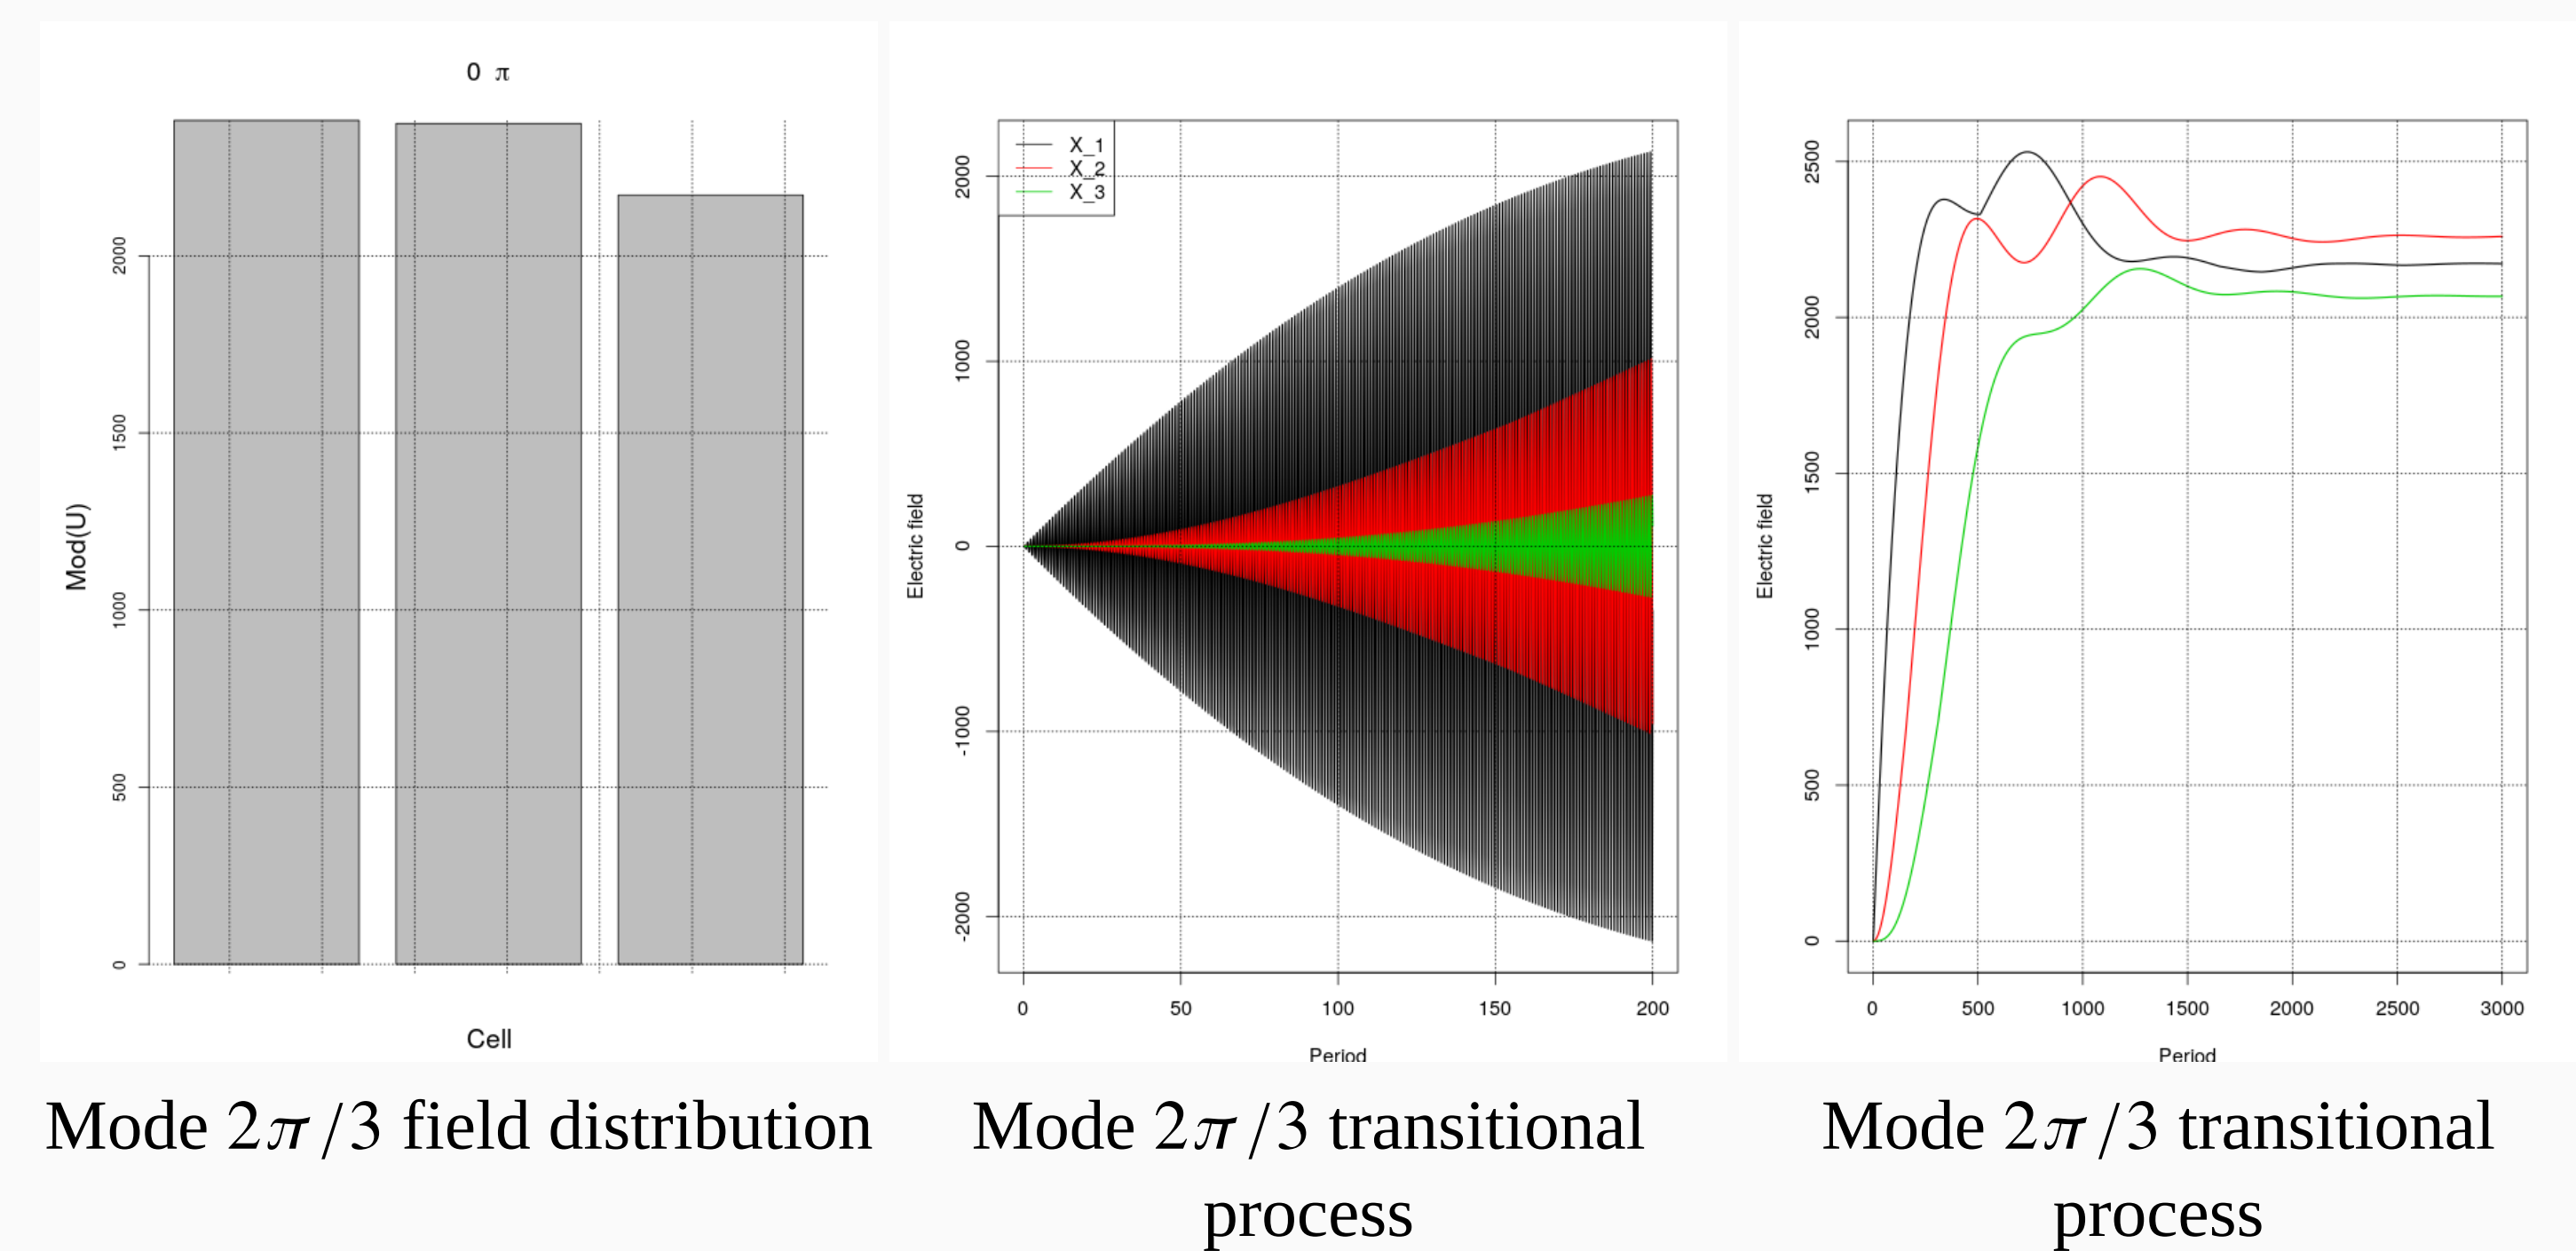 0 π
2000
1500
1000
500
0
Mod(U)
Cell
X_1
X_2
X_3
2000
1000
0
-1000
-2000
Electric field
0 50 100 150 200
Period
2500
2000
1500
1000
500
0
Electric field
0 500 1000 1500 2000 2500 3000
Period
Mode 2π/3 field distribution
Mode 2π/3 transitional
process
Mode 2π/3 transitional
process